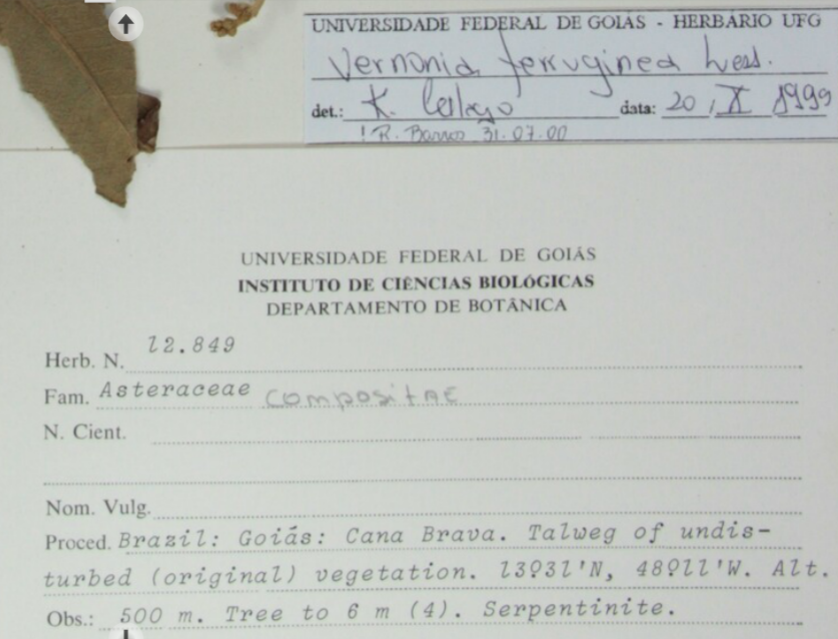 UNIVERSIDADE FEDERAL DE GOIÁS - HERBÁRIO UFG
Vernonia ferruginea Less.
det.: K. data: 20, X 1999
! R. Barros 31.07.00
UNIVERSIDADE FEDERAL DE GOIÁS
INSTITUTO DE CIÊNCIAS BIOLÓGICAS
DEPARTAMENTO DE BOTÂNICA
Herb. N. 12.849
Fam. Asteraceae COMPOSITAE
N. Cient.
Nom. Vulg.
Proced. Brazil: Goiás: Cana Brava. Talweg of undis-
turbed (original) vegetation. 13º31'N, 48º11'W. Alt.
Obs.: 500 m. Tree to 6 m (4). Serpentinite.